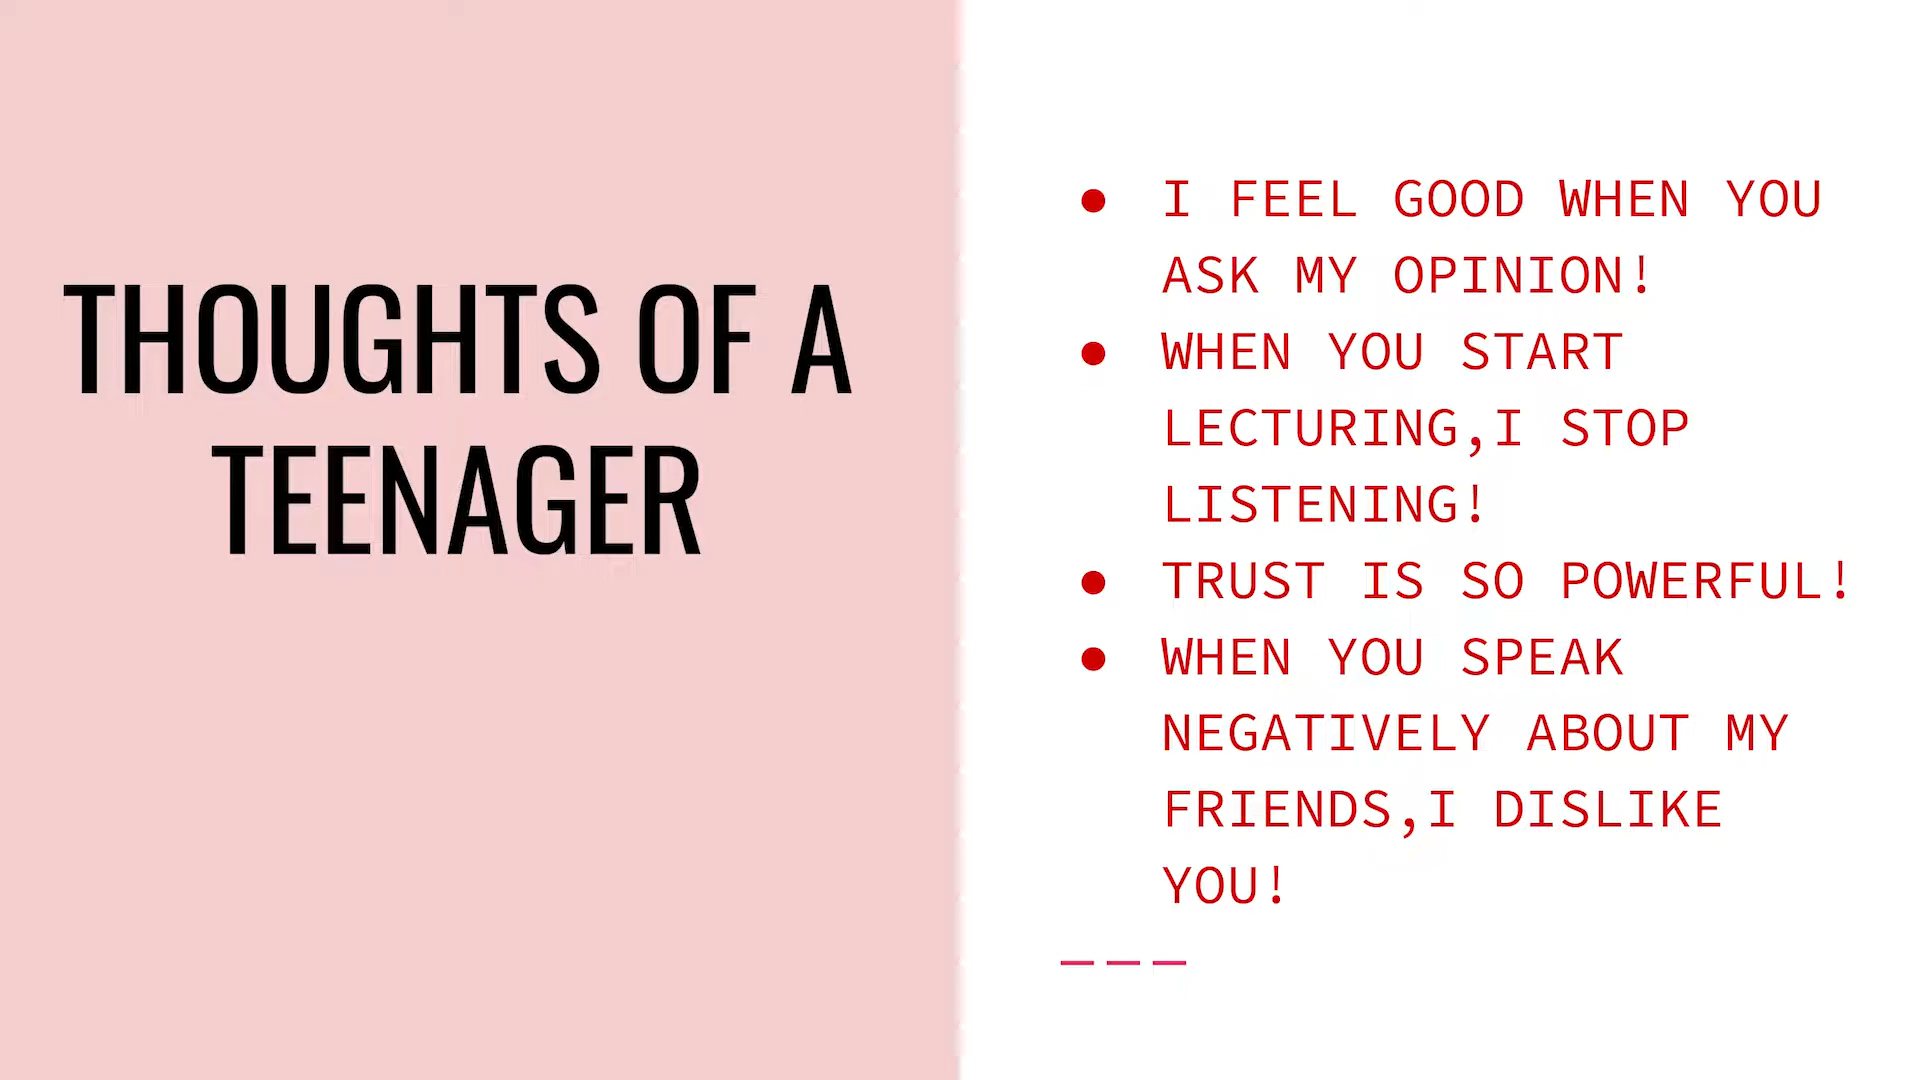 THOUGHTS OF A
TEENAGER
● I FEEL GOOD WHEN YOU
ASK MY OPINION!
● WHEN YOU START
LECTURING,I STOP
LISTENING!
● TRUST IS SO POWERFUL!
● WHEN YOU SPEAK
NEGATIVELY ABOUT MY
FRIENDS,I DISLIKE
YOU!